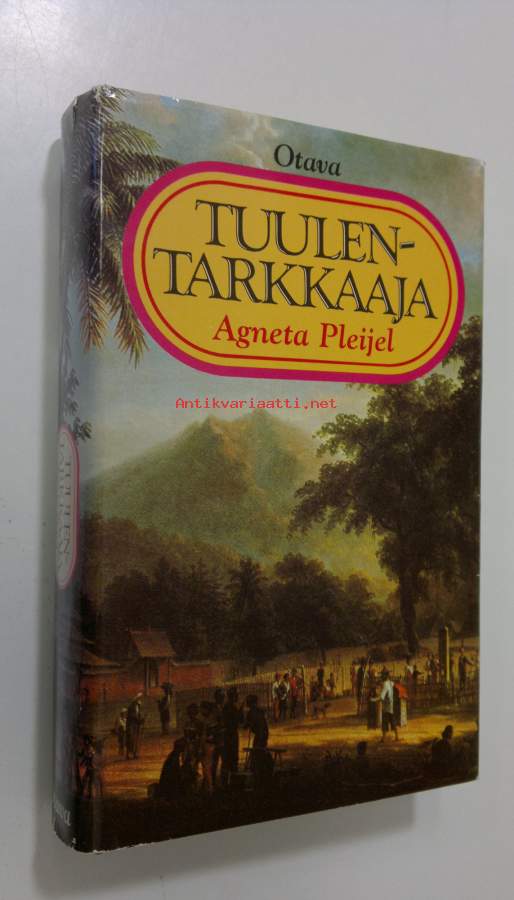 Otava
TUULEN-
TARKKAAJA
Agneta Pleijel
Antikvariaatti.net